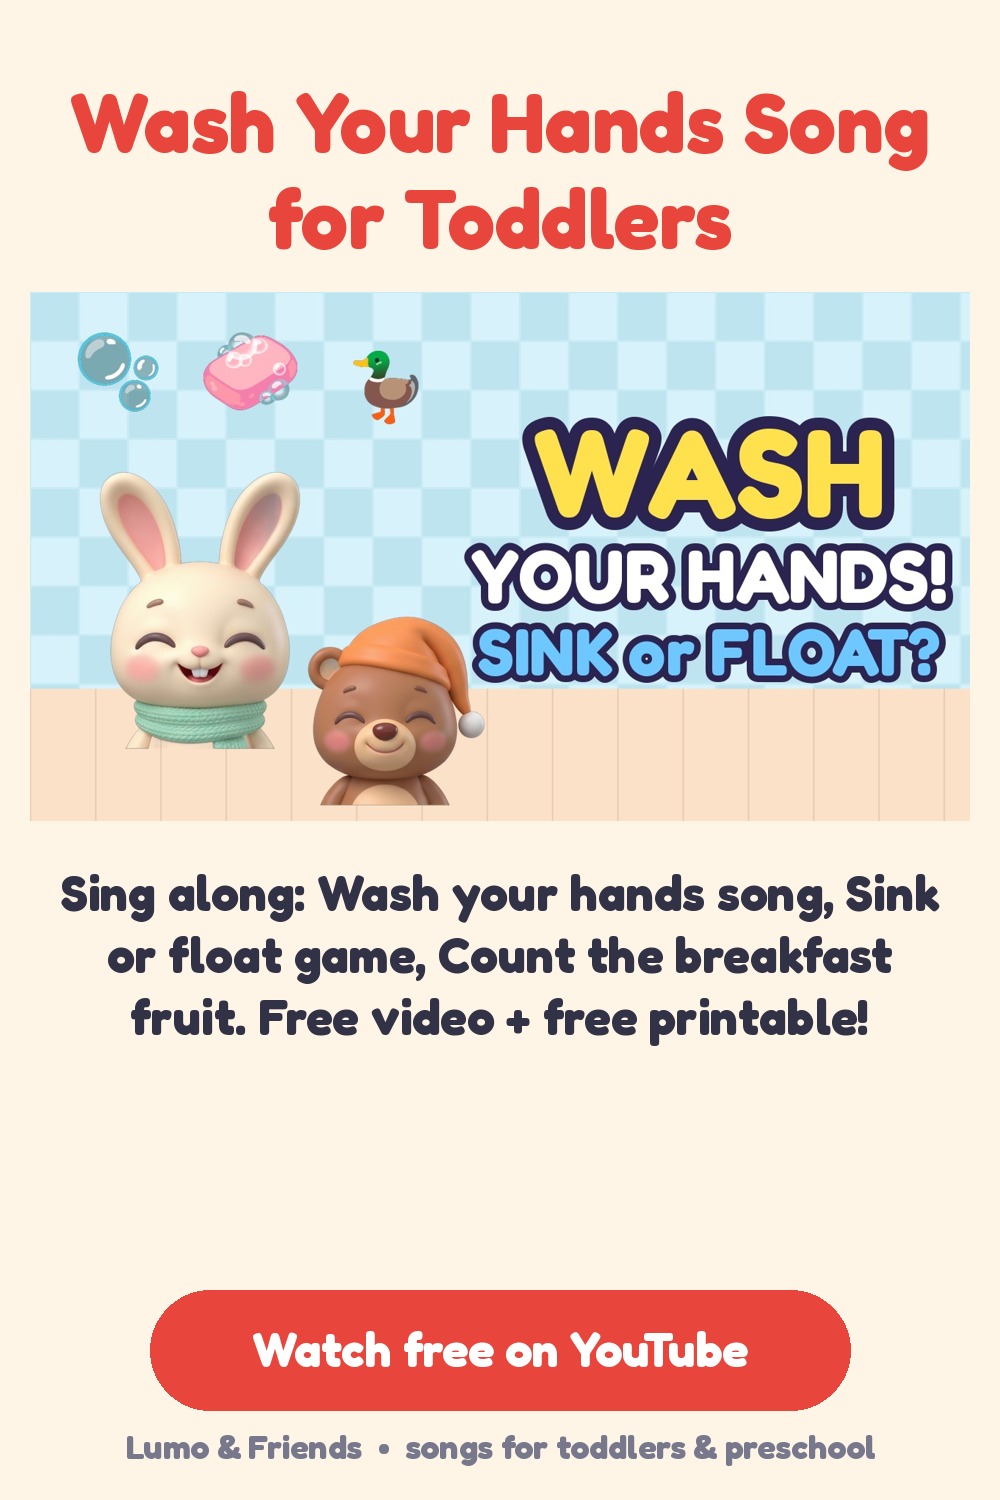 Wash Your Hands Song
for Toddlers
WASH
YOUR HANDS!
SINK or FLOAT?
Sing along: Wash your hands song, Sink
or float game, Count the breakfast
fruit. Free video + free printable!
Watch free on YouTube
Lumo & Friends • songs for toddlers & preschool